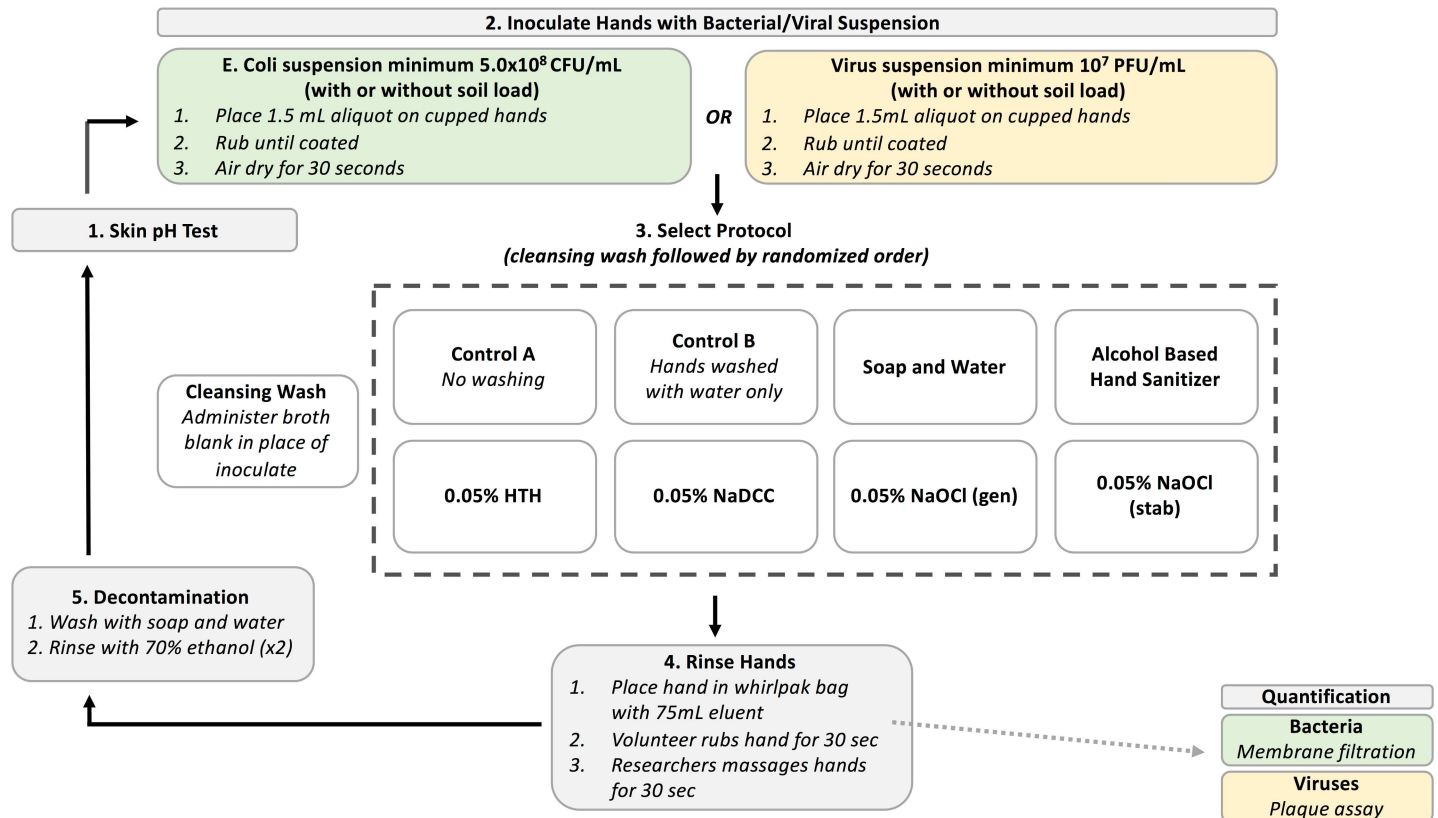 2. Inoculate Hands with Bacterial/Viral Suspension
E. Coli suspension minimum 5.0x10⁸ CFU/mL
(with or without soil load)
1. Place 1.5 mL aliquot on cupped hands
2. Rub until coated
3. Air dry for 30 seconds
OR
Virus suspension minimum 10⁷ PFU/mL
(with or without soil load)
1. Place 1.5mL aliquot on cupped hands
2. Rub until coated
3. Air dry for 30 seconds
1. Skin pH Test
3. Select Protocol
(cleansing wash followed by randomized order)
Cleansing Wash
Administer broth
blank in place of
inoculate
Control A
No washing
Control B
Hands washed
with water only
Soap and Water
Alcohol Based
Hand Sanitizer
0.05% HTH
0.05% NaDCC
0.05% NaOCl (gen)
0.05% NaOCl
(stab)
4. Rinse Hands
1. Place hand in whirlpak bag
with 75mL eluent
2. Volunteer rubs hand for 30 sec
3. Researchers massages hands
for 30 sec
5. Decontamination
1. Wash with soap and water
2. Rinse with 70% ethanol (x2)
Quantification
Bacteria
Membrane filtration
Viruses
Plaque assay